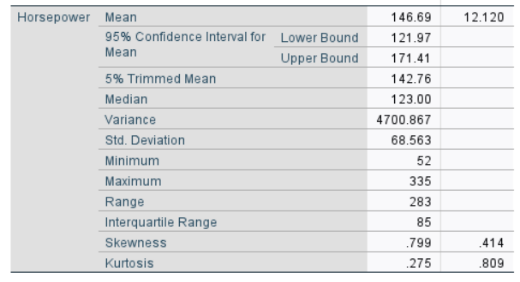 Horsepower Mean 146.69 12.120
95% Confidence Interval for Mean Lower Bound 121.97
Upper Bound 171.41
5% Trimmed Mean 142.76
Median 123.00
Variance 4700.867
Std. Deviation 68.563
Minimum 52
Maximum 335
Range 283
Interquartile Range 85
Skewness .799 .414
Kurtosis .275 .809